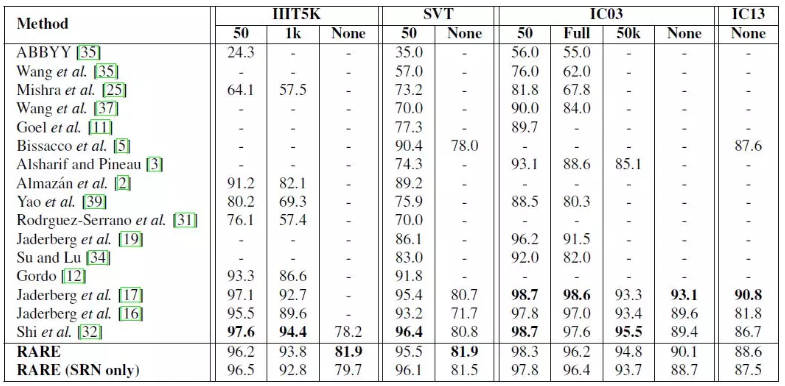 Method IIIT5K SVT IC03 IC13
50 1k None 50 None 50 Full 50k None None
ABBYY [35] 24.3 - - 35.0 - 56.0 55.0 - - -
Wang et al. [35] - - - 57.0 - 76.0 62.0 - - -
Mishra et al. [25] 64.1 57.5 - 73.2 - 81.8 67.8 - - -
Wang et al. [37] - - - 70.0 - 90.0 84.0 - - -
Goel et al. [11] - - - 77.3 - 89.7 - - - -
Bissacco et al. [5] - - - 90.4 78.0 - - - - 87.6
Alsharif and Pineau [3] - - - 74.3 - 93.1 88.6 85.1 - -
Almazán et al. [2] 91.2 82.1 - 89.2 - - - - - -
Yao et al. [39] 80.2 69.3 - 75.9 - 88.5 80.3 - - -
Rodrguez-Serrano et al. [31] 76.1 57.4 - 70.0 - - - - - -
Jaderberg et al. [19] - - - 86.1 - 96.2 91.5 - - -
Su and Lu [34] - - - 83.0 - 92.0 82.0 - - -
Gordo [12] 93.3 86.6 - 91.8 - - - - - -
Jaderberg et al. [17] 97.1 92.7 - 95.4 80.7 98.7 98.6 93.3 93.1 90.8
Jaderberg et al. [16] 95.5 89.6 - 93.2 71.7 97.8 97.0 93.4 89.6 81.8
Shi et al. [32] 97.6 94.4 78.2 96.4 80.8 98.7 97.6 95.5 89.4 86.7
RARE 96.2 93.8 81.9 95.5 81.9 98.3 96.2 94.8 90.1 88.6
RARE (SRN only) 96.5 92.8 79.7 96.1 81.5 97.8 96.4 93.7 88.7 87.5